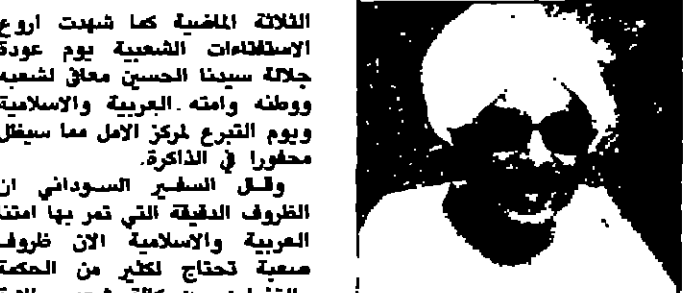 الثلاثة الماضية كما شهدت اروع
الاستفتاءات الشعبية يوم عودة
جلالة سيدنا الحسين معافى لشعبه
ووطنه وامته العربية والاسلامية
ويوم التبرع لمركز الامل مما سيظل
محفورا في الذاكرة.
وقال السفير السوداني ان
الظروف الدقيقة التي تمر بها امتنا
العربية والاسلامية الان ظروف
صعبة تحتاج لكثير من الحكمة